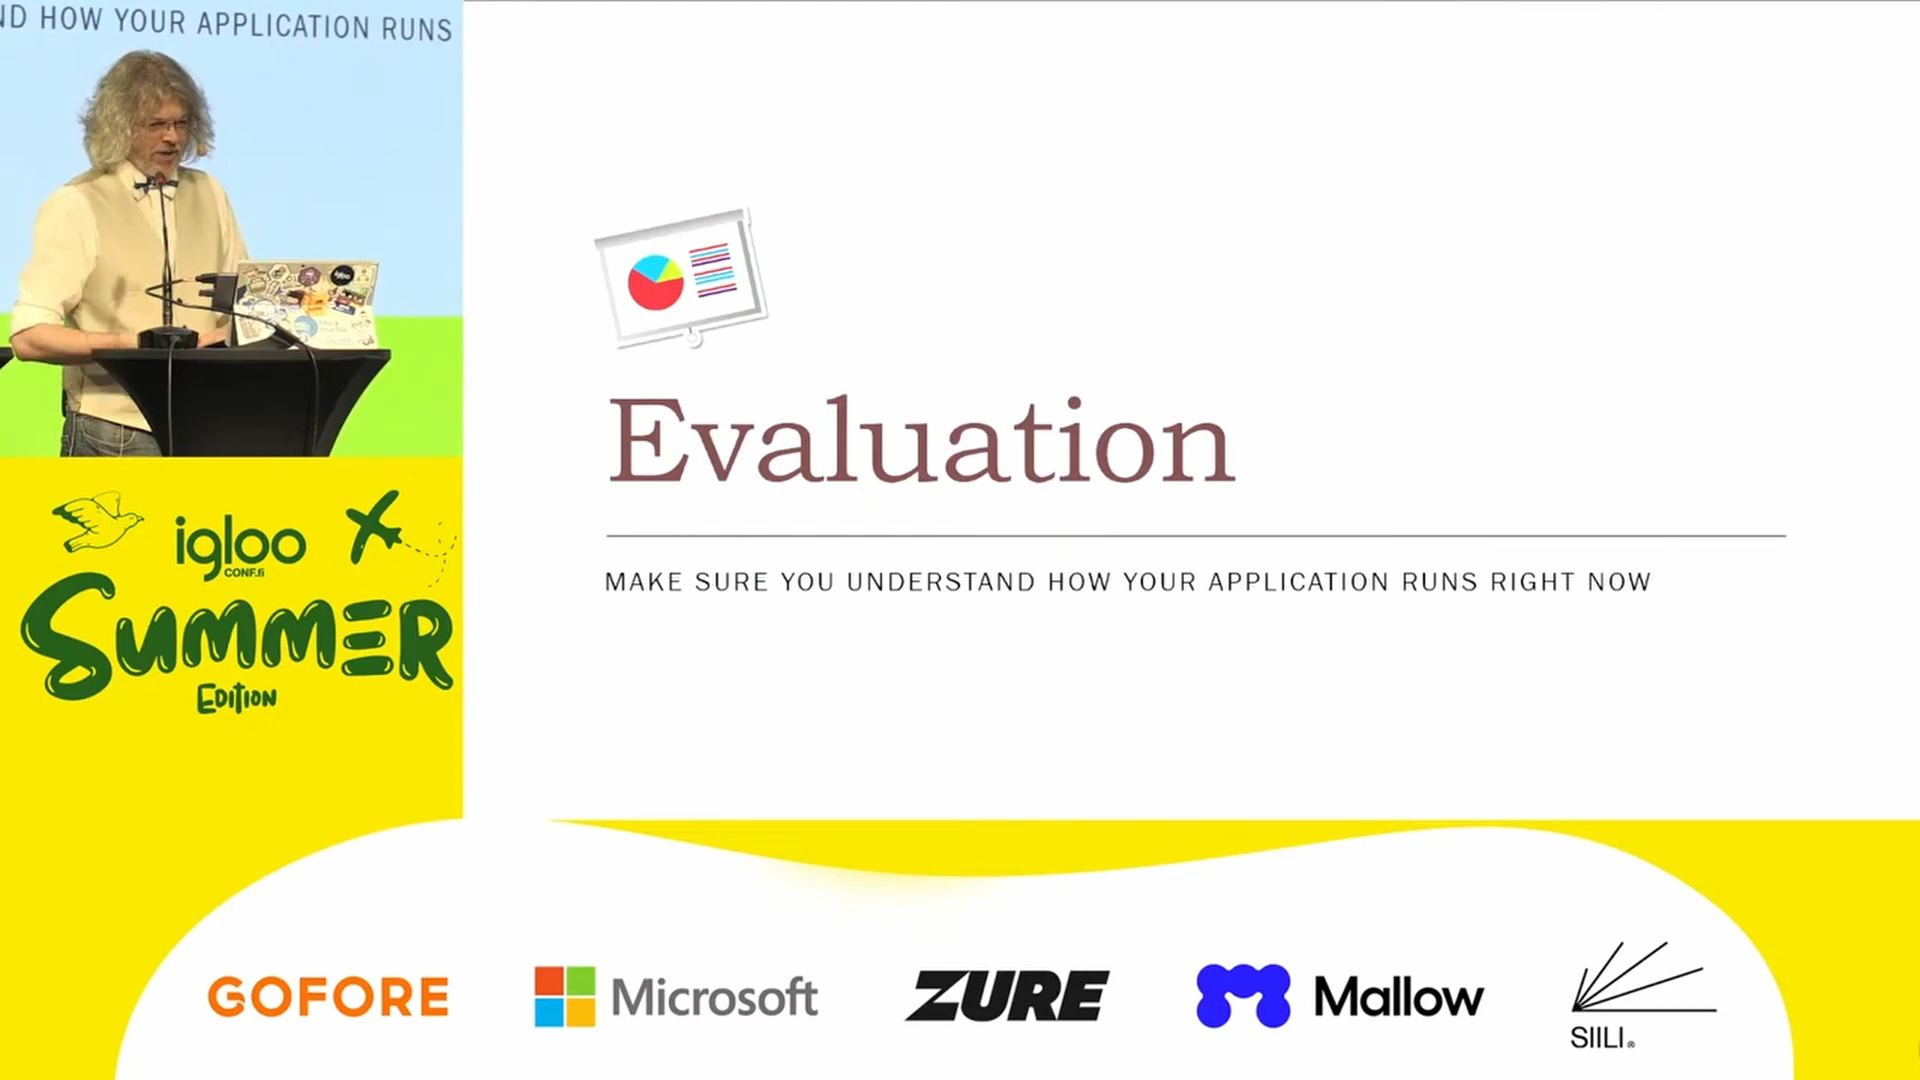 ND HOW YOUR APPLICATION RUNS
igloo
CONF.fi
SUMMER
EDITION
Evaluation
MAKE SURE YOU UNDERSTAND HOW YOUR APPLICATION RUNS RIGHT NOW
GOFORE
Microsoft
ZURE
Mallow
SIILI®